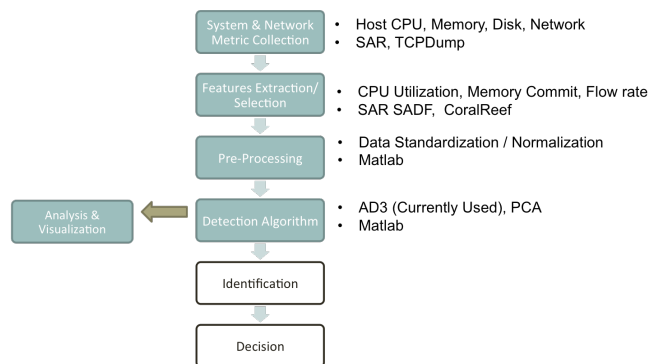 System & Network
Metric Collection
• Host CPU, Memory, Disk, Network
• SAR, TCPDump
Features Extraction/
Selection
• CPU Utilization, Memory Commit, Flow rate
• SAR SADF, CoralReef
Pre-Processing
• Data Standardization / Normalization
• Matlab
Analysis &
Visualization
Detection Algorithm
• AD3 (Currently Used), PCA
• Matlab
Identification
Decision